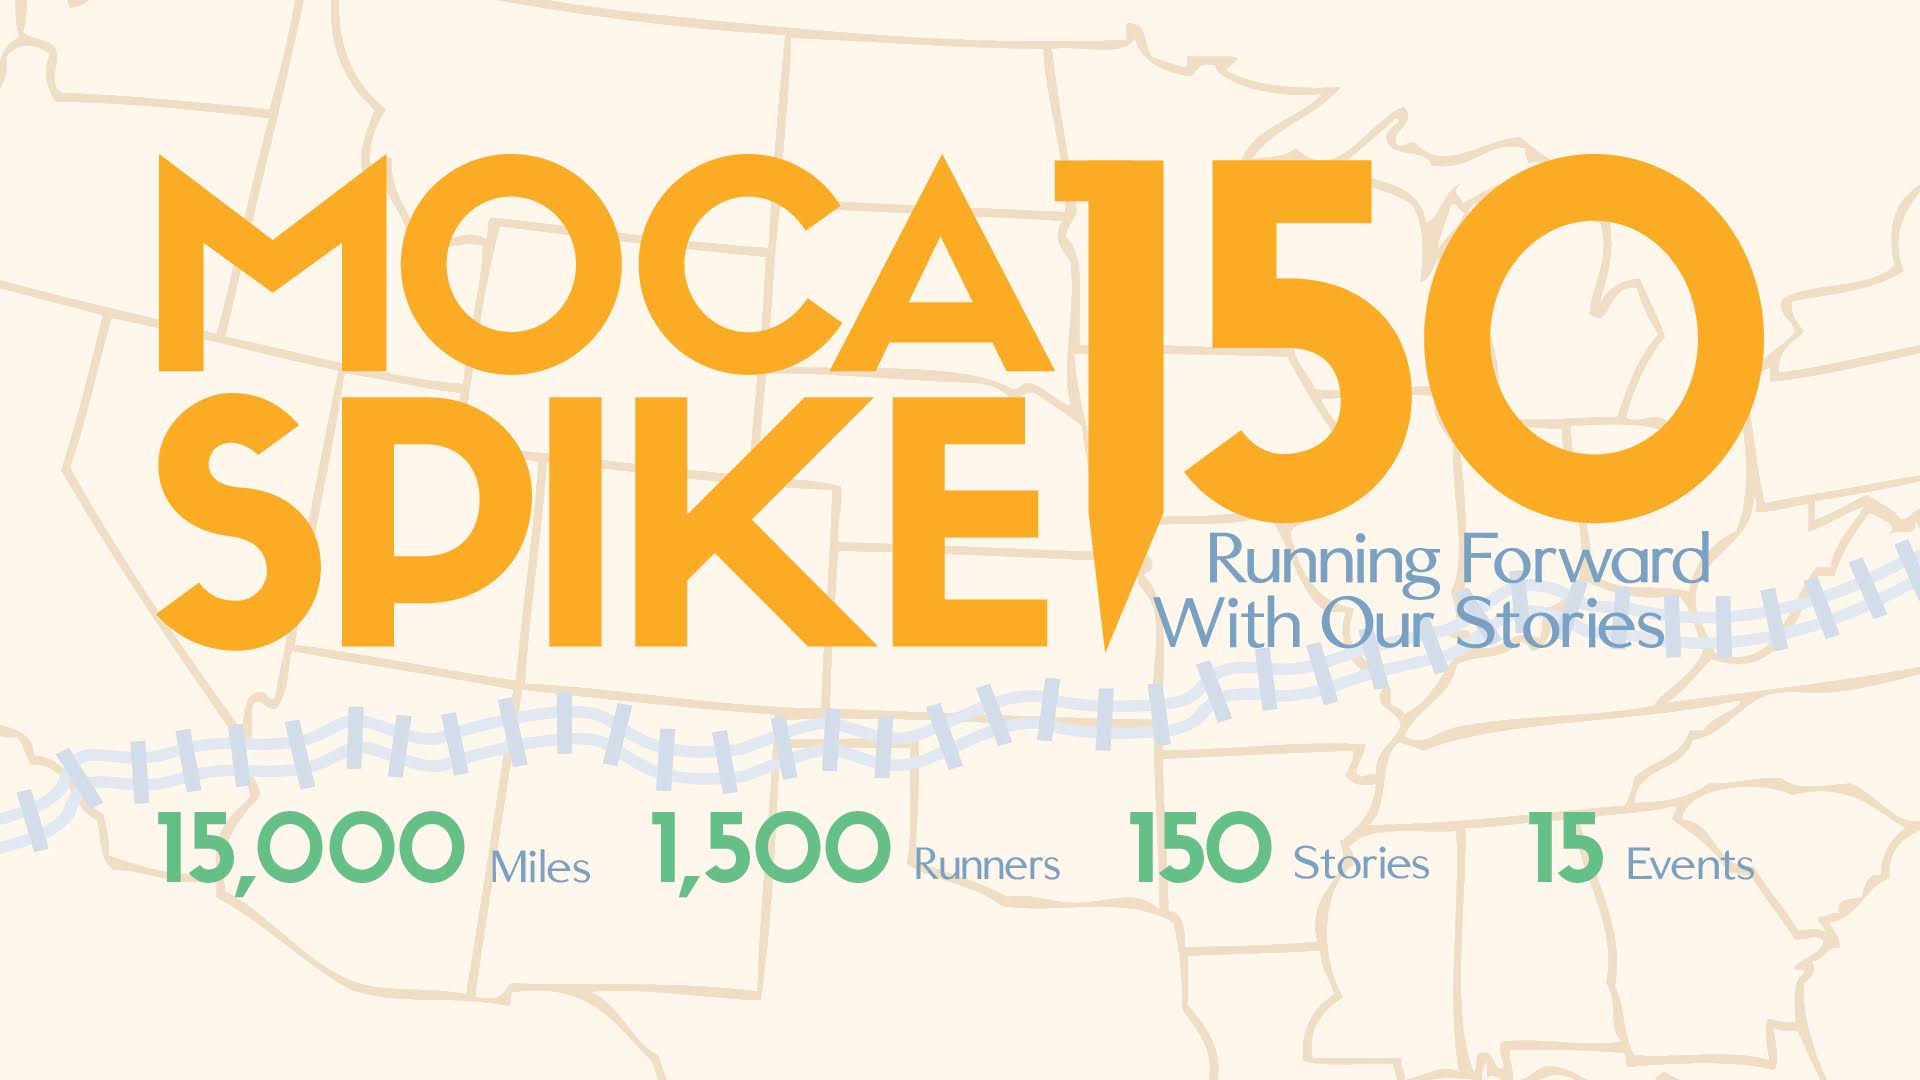 MOCA
SPIKE 150
Running Forward
With Our Stories
15,000 Miles 1,500 Runners 150 Stories 15 Events